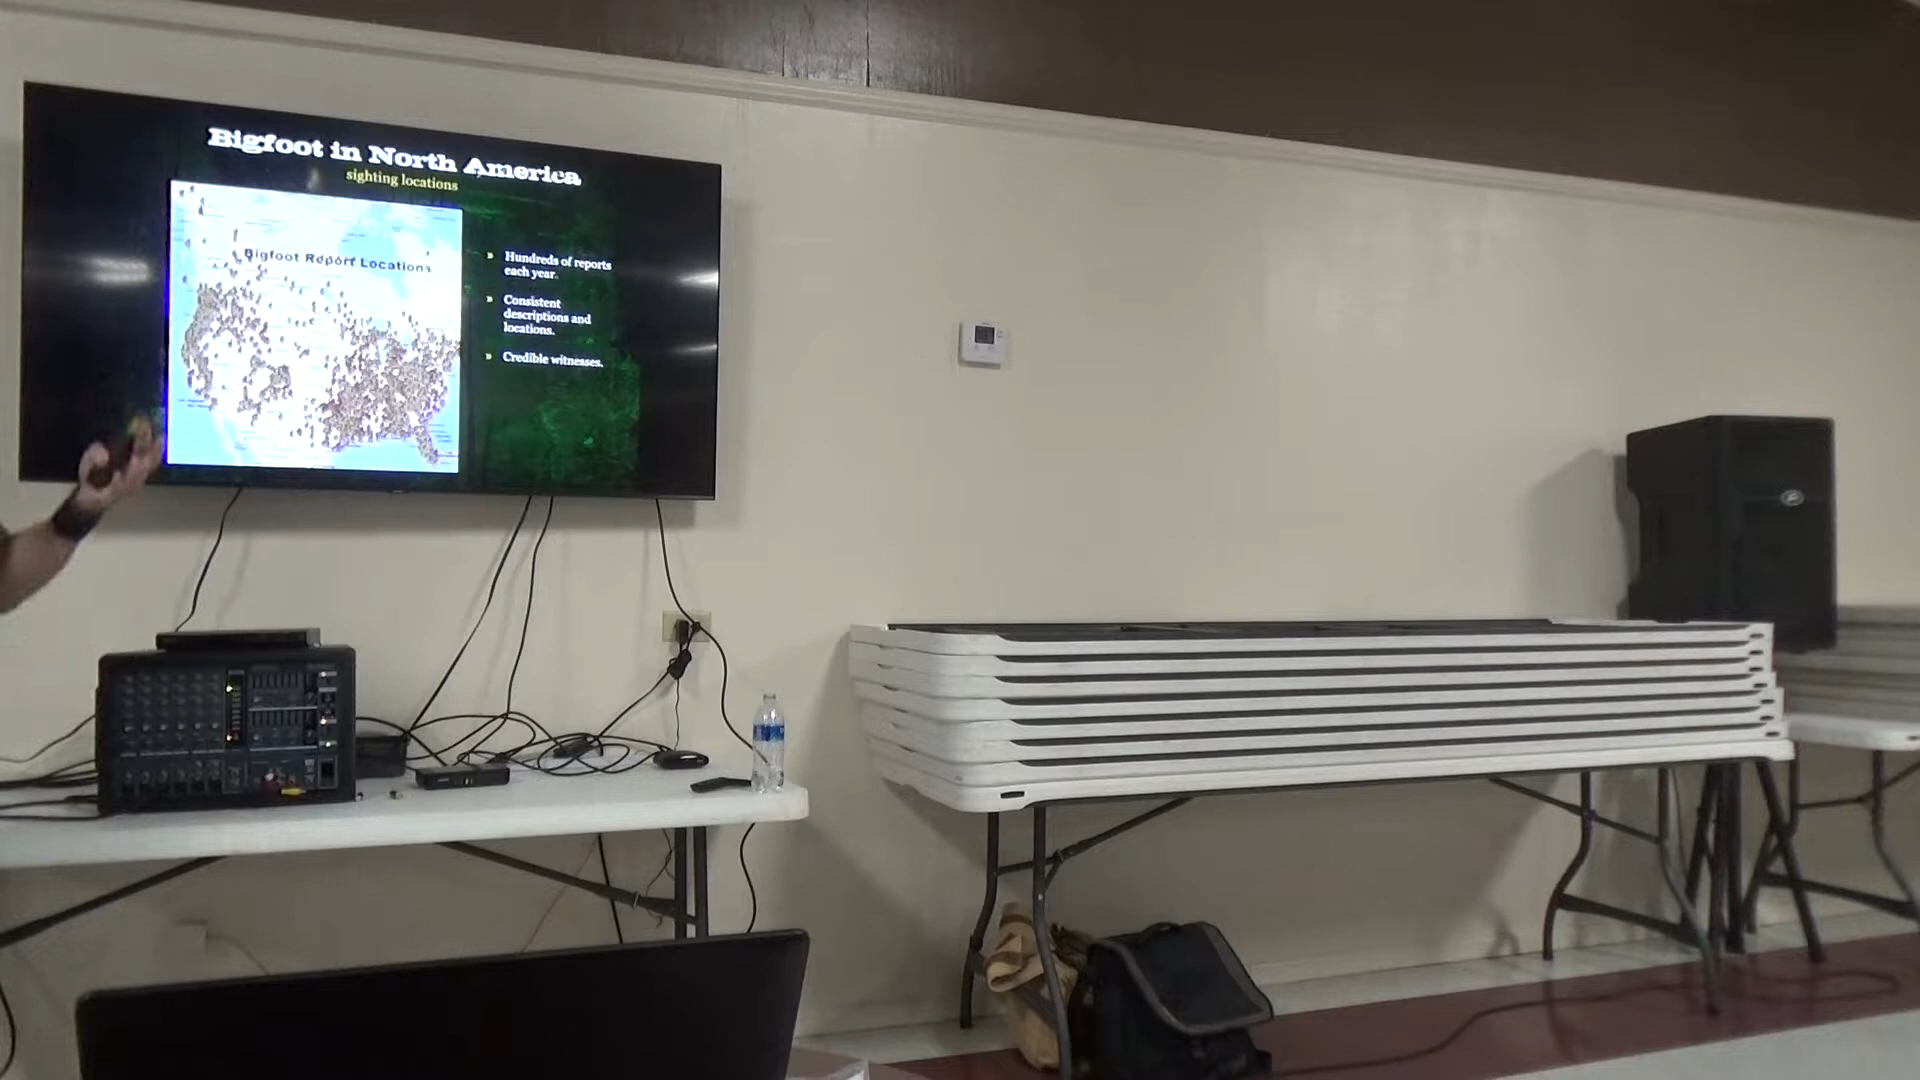 Bigfoot in North America
sighting locations
Bigfoot Report Locations
» Hundreds of reports
each year.
» Consistent
descriptions and
locations.
» Credible witnesses.